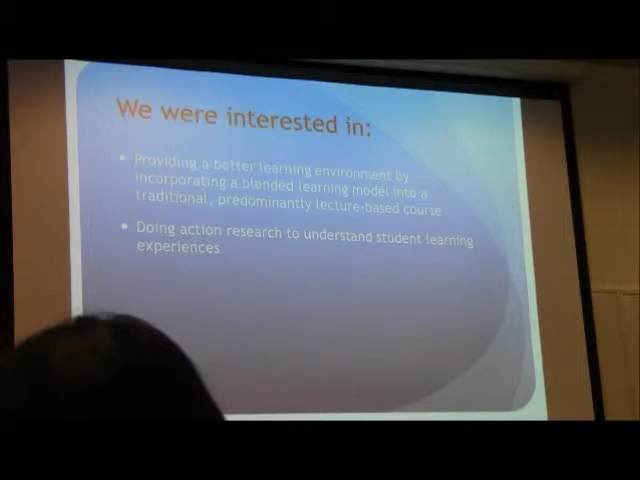 We were interested in:
• Providing a better learning environment by
incorporating a blended learning model into a
traditional, predominantly lecture-based course
• Doing action research to understand student learning
experiences